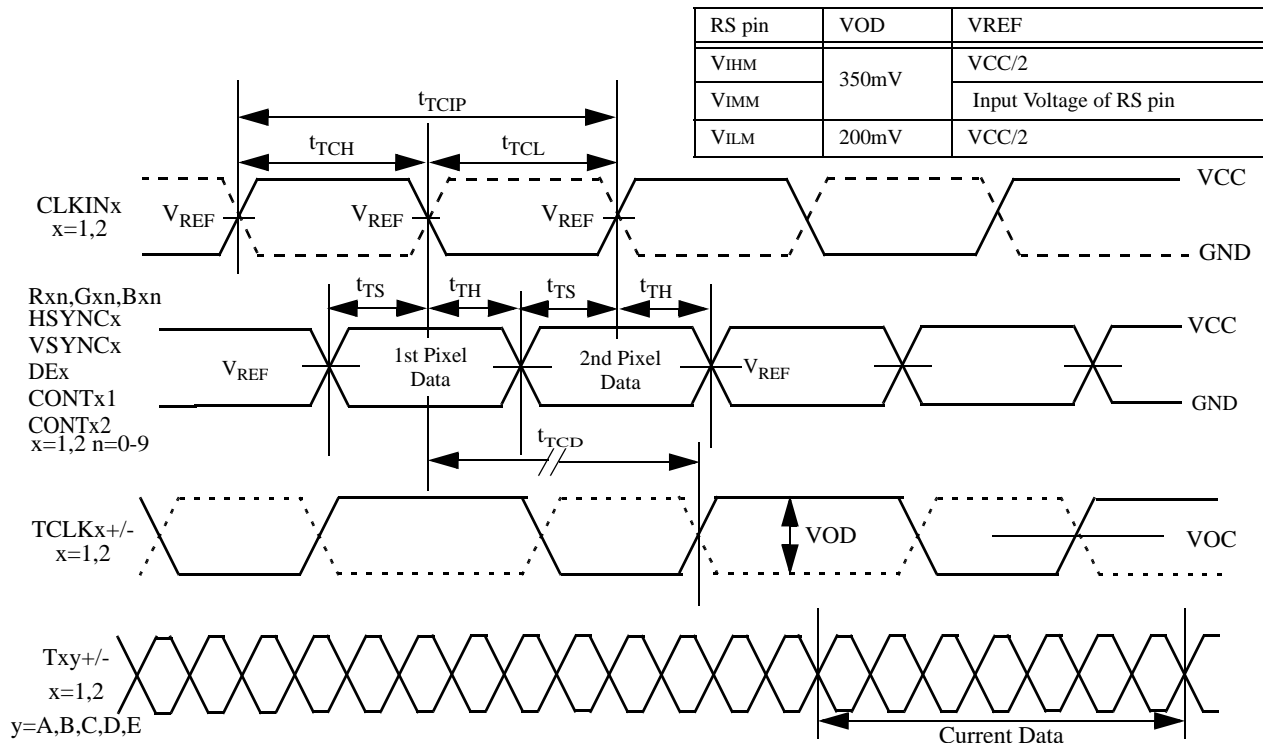 RS pin VOD VREF
VIHM 350mV VCC/2
VIMM Input Voltage of RS pin
VILM 200mV VCC/2
tTCIP
tTCH tTCL
CLKINx
x=1,2
VREF VREF VREF
VCC
GND
tTS tTH tTS tTH
Rxn,Gxn,Bxn
HSYNCx
VSYNCx
DEx
CONTx1
CONTx2
x=1,2 n=0-9
VREF
1st Pixel
Data
2nd Pixel
Data
VREF
VCC
GND
tTCD
TCLKx+/-
x=1,2
VOD
VOC
Txy+/-
x=1,2
y=A,B,C,D,E
Current Data